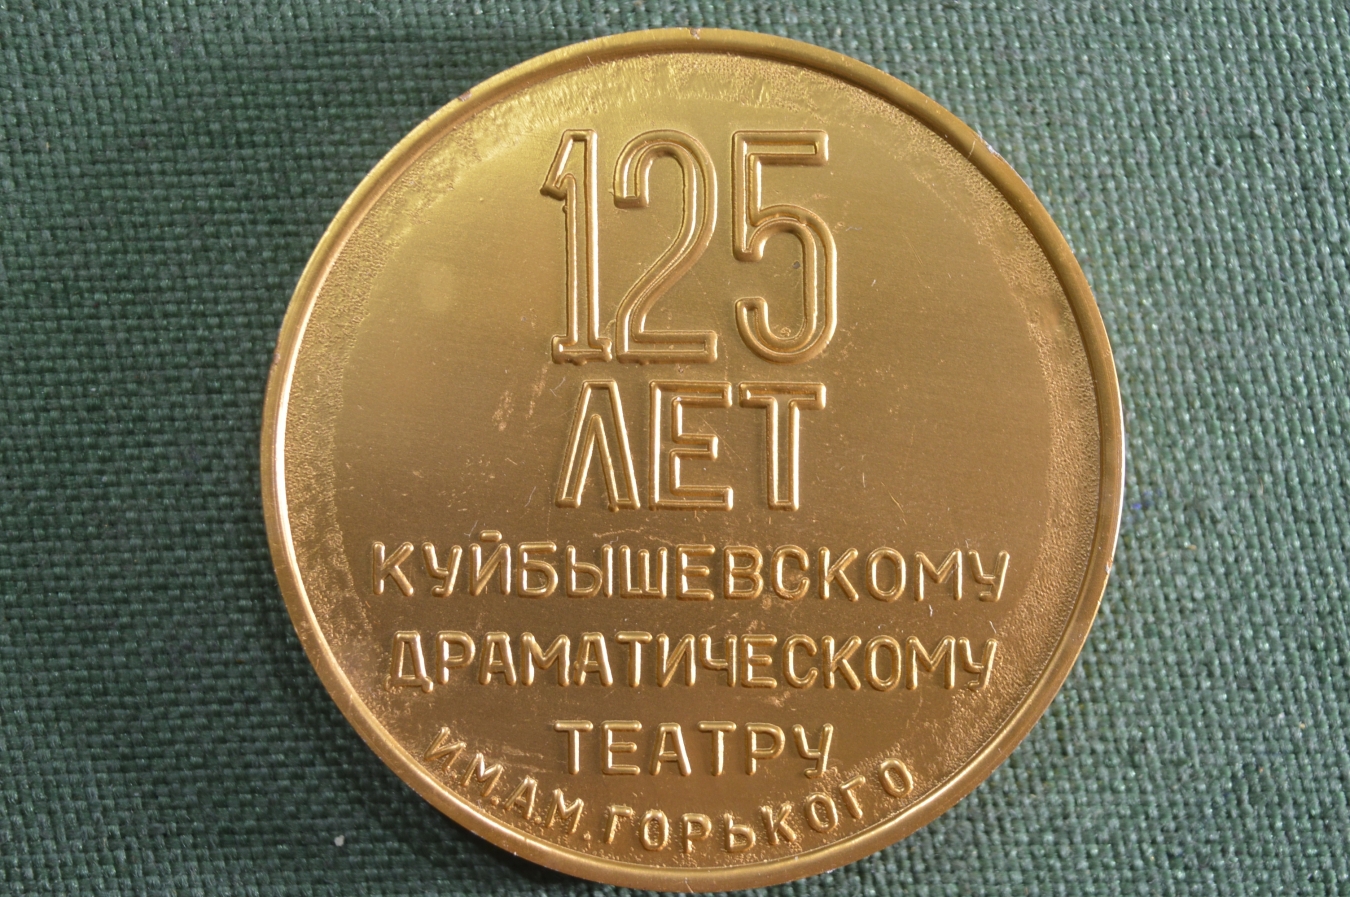 125
ЛЕТ
КУЙБЫШЕВСКОМУ
ДРАМАТИЧЕСКОМУ
ТЕАТРУ
ИМ.А.М.ГОРЬКОГО